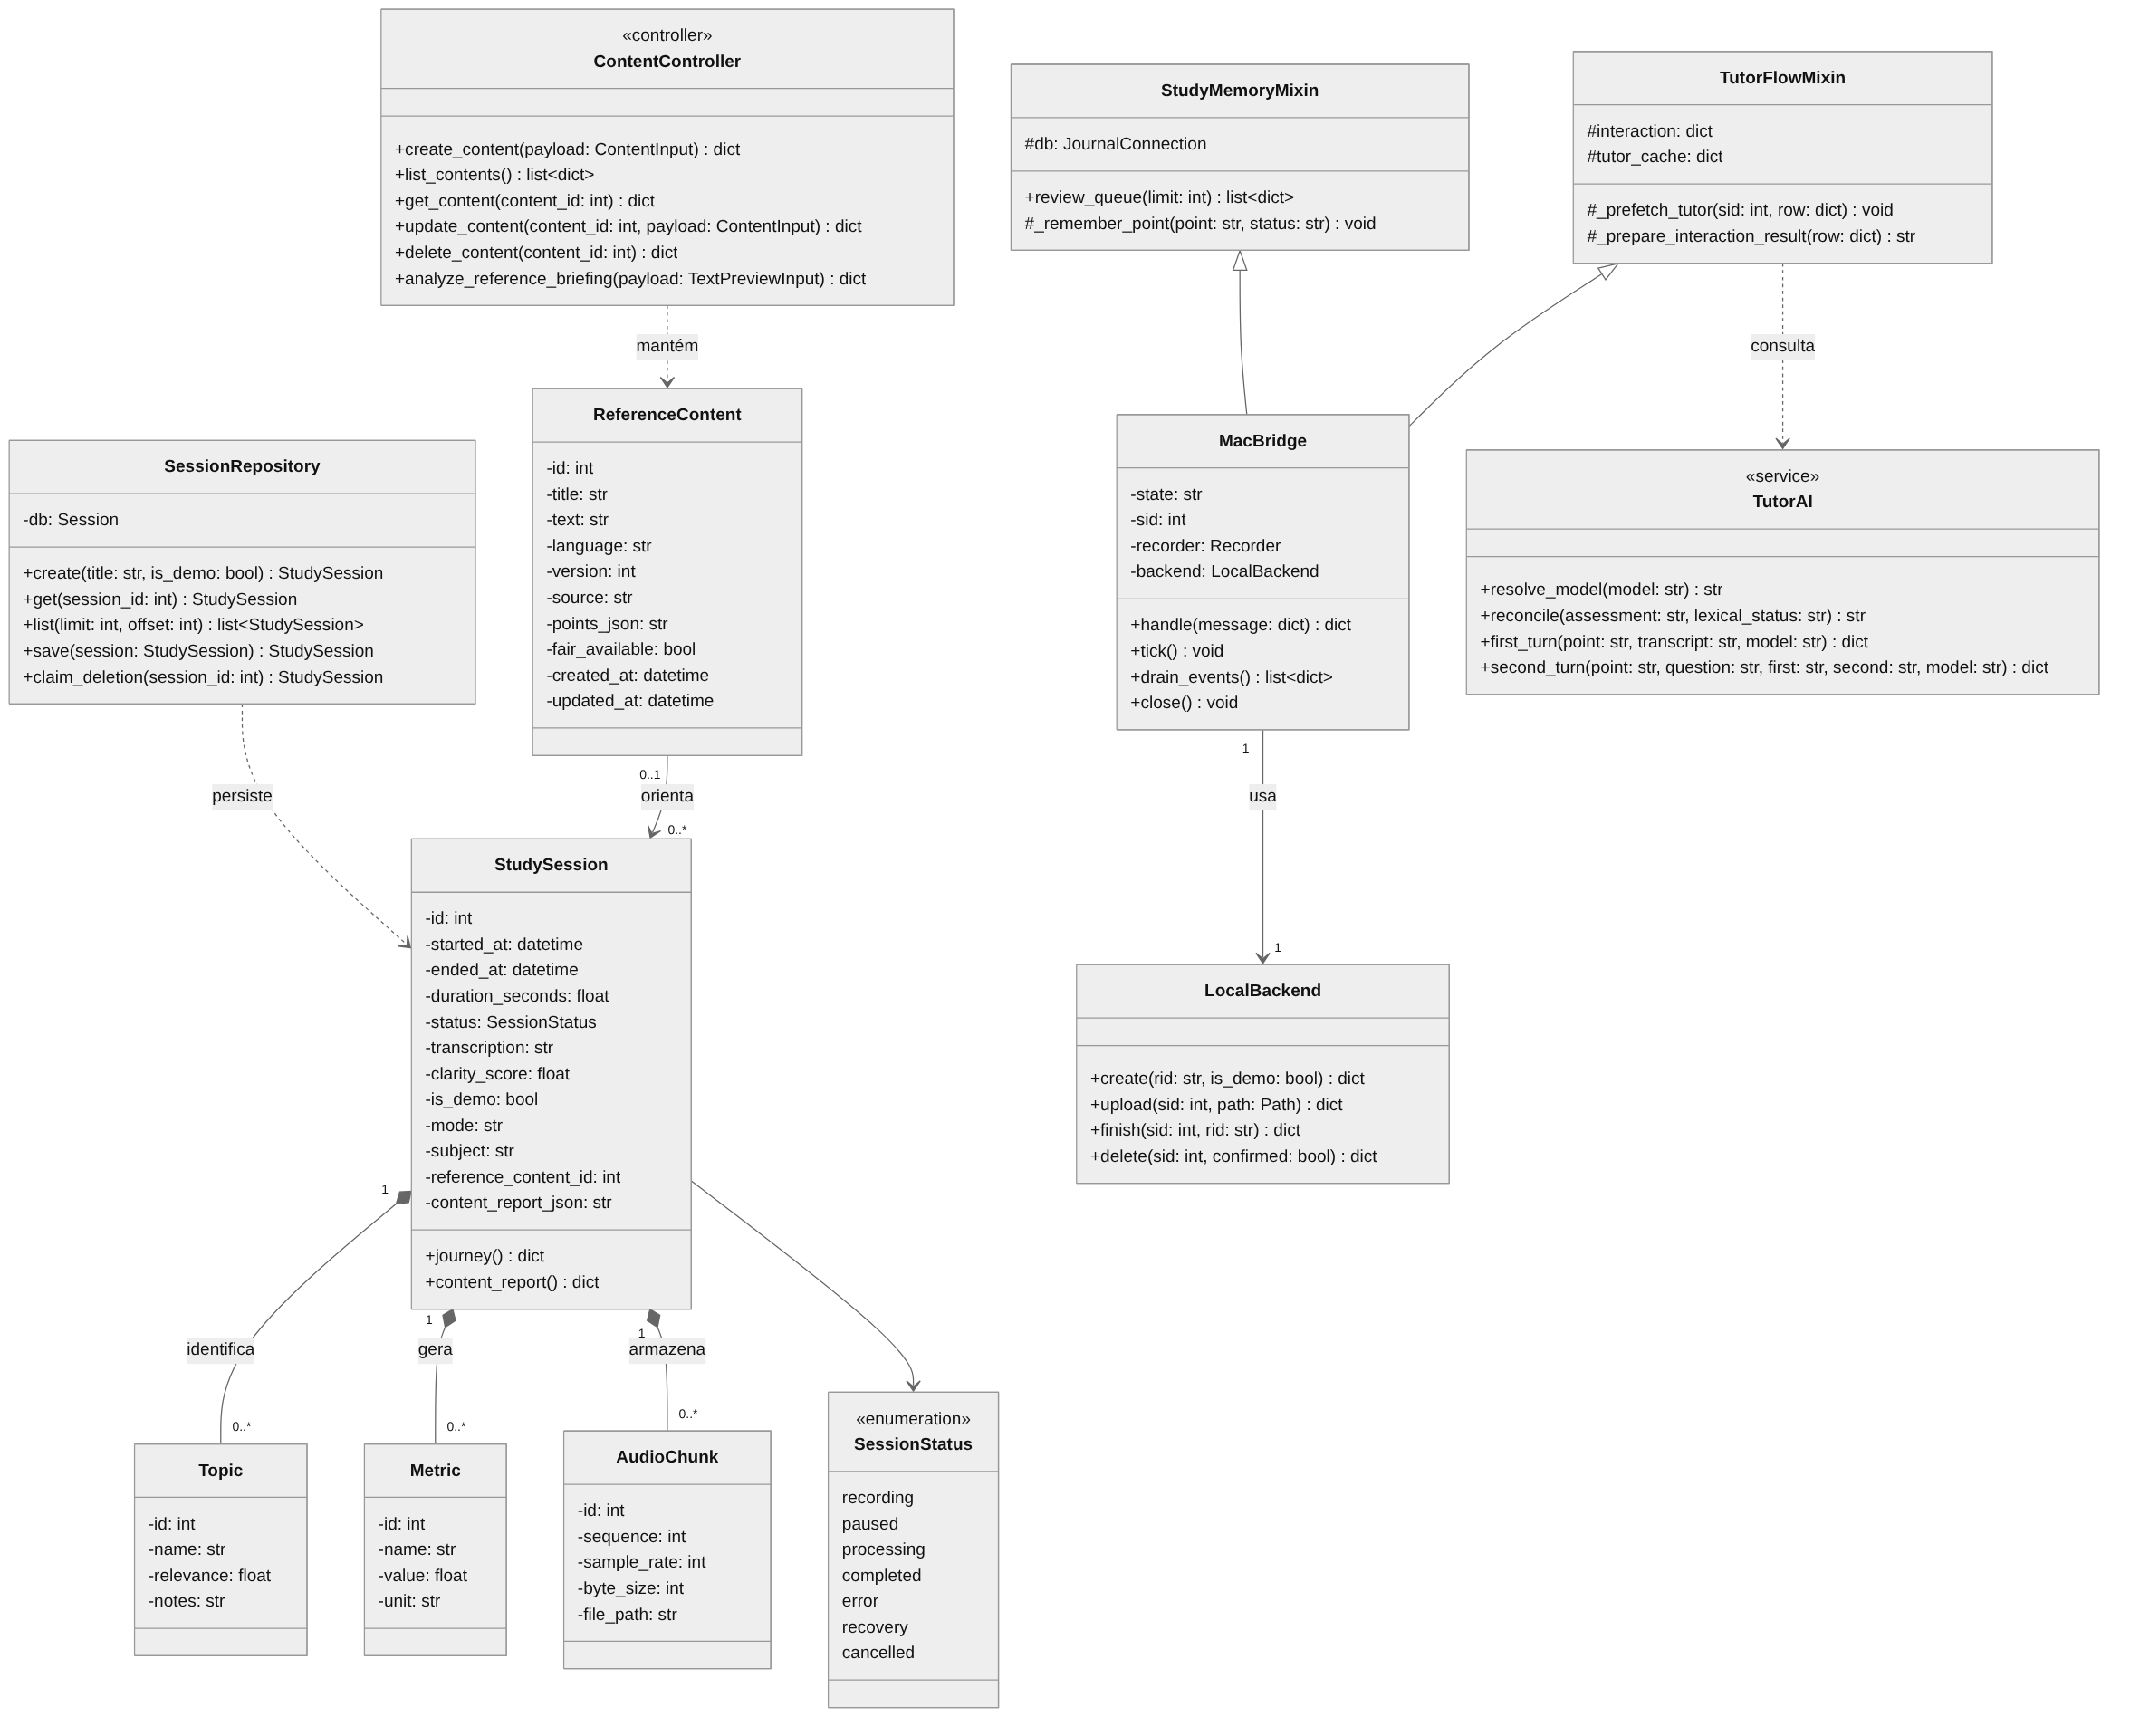 «controller»
ContentController
+create_content(payload: ContentInput) : dict
+list_contents() : list<dict>
+get_content(content_id: int) : dict
+update_content(content_id: int, payload: ContentInput) : dict
+delete_content(content_id: int) : dict
+analyze_reference_briefing(payload: TextPreviewInput) : dict
StudyMemoryMixin
#db: JournalConnection
+review_queue(limit: int) : list<dict>
#_remember_point(point: str, status: str) : void
TutorFlowMixin
#interaction: dict
#tutor_cache: dict
#_prefetch_tutor(sid: int, row: dict) : void
#_prepare_interaction_result(row: dict) : str
mantém
consulta
SessionRepository
-db: Session
+create(title: str, is_demo: bool) : StudySession
+get(session_id: int) : StudySession
+list(limit: int, offset: int) : list<StudySession>
+save(session: StudySession) : StudySession
+claim_deletion(session_id: int) : StudySession
ReferenceContent
-id: int
-title: str
-text: str
-language: str
-version: int
-source: str
-points_json: str
-fair_available: bool
-created_at: datetime
-updated_at: datetime
MacBridge
-state: str
-sid: int
-recorder: Recorder
-backend: LocalBackend
+handle(message: dict) : dict
+tick() : void
+drain_events() : list<dict>
+close() : void
«service»
TutorAI
+resolve_model(model: str) : str
+reconcile(assessment: str, lexical_status: str) : str
+first_turn(point: str, transcript: str, model: str) : dict
+second_turn(point: str, question: str, first: str, second: str, model: str) : dict
persiste
0..1
orienta
0..*
1
usa
1
StudySession
-id: int
-started_at: datetime
-ended_at: datetime
-duration_seconds: float
-status: SessionStatus
-transcription: str
-clarity_score: float
-is_demo: bool
-mode: str
-subject: str
-reference_content_id: int
-content_report_json: str
+journey() : dict
+content_report() : dict
LocalBackend
+create(rid: str, is_demo: bool) : dict
+upload(sid: int, path: Path) : dict
+finish(sid: int, rid: str) : dict
+delete(sid: int, confirmed: bool) : dict
1
identifica
0..*
1
gera
0..*
1
armazena
0..*
Topic
-id: int
-name: str
-relevance: float
-notes: str
Metric
-id: int
-name: str
-value: float
-unit: str
AudioChunk
-id: int
-sequence: int
-sample_rate: int
-byte_size: int
-file_path: str
«enumeration»
SessionStatus
recording
paused
processing
completed
error
recovery
cancelled